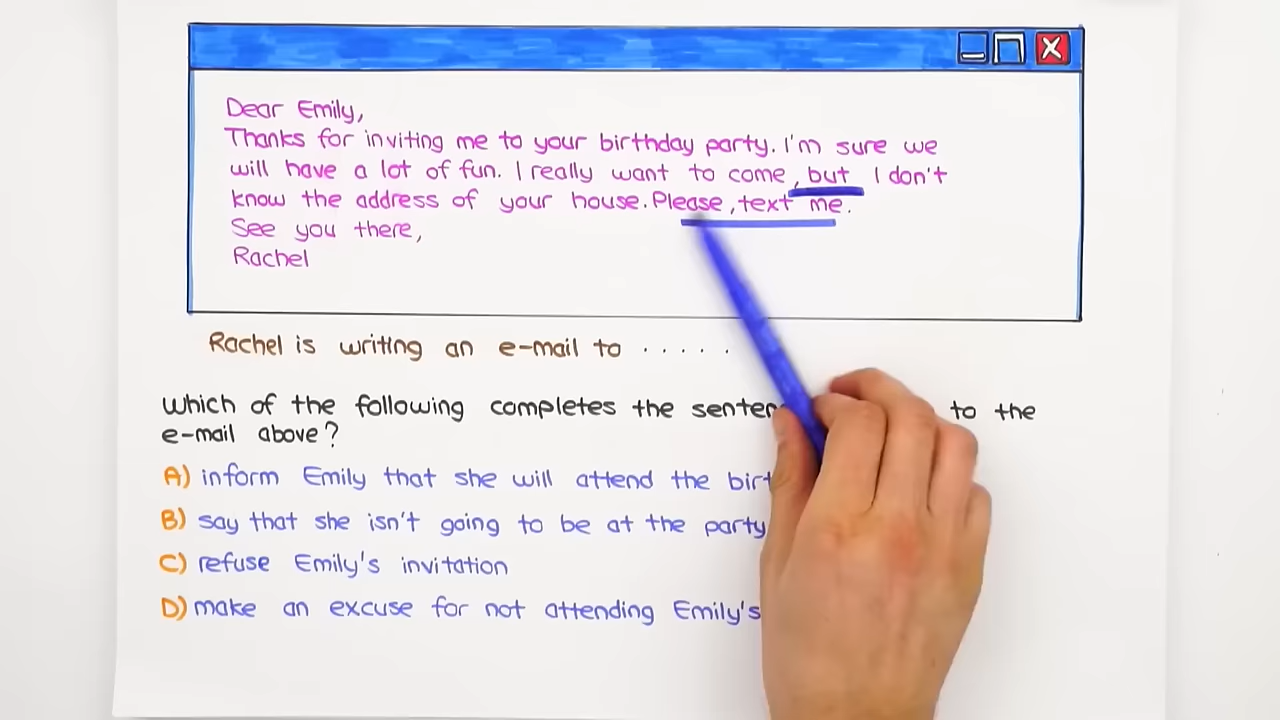 Dear Emily,
Thanks for inviting me to your birthday party. I'm sure we
will have a lot of fun. I really want to come, but I don't
know the address of your house. Please, text me.
See you there,
Rachel
Rachel is writing an e-mail to .....
Which of the following completes the to the
e-mail above?
A) inform Emily that she will attend the
B) say that she isn't going to be at the party
C) refuse Emily's invitation
D) make an excuse for not attending Emily's